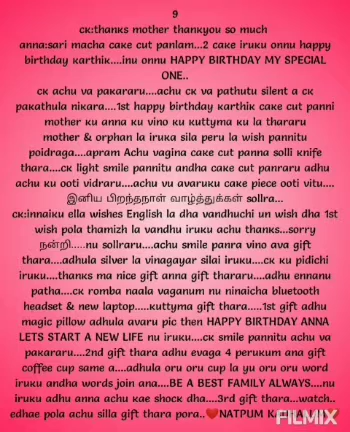 9
ck:thanks mother thankyou so much
anna:sari macha cake cut panlam...2 cake iruku onnu happy
birthday karthik....inu onnu HAPPY BIRTHDAY MY SPECIAL
ONE..
ck achu va pakararu....achu ck va pathutu silent a ck
pakathula nikara....1st happy birthday karthik cake cut panni
mother ku anna ku vino ku kuttyma ku la thararu
mother & orphan la iruka sila peru la wish pannitu
poidraga....apram Achu vagina cake cut panna solli knife
thara....ck light smile pannitu andha cake cut panraru adhu
achu ku ooti vidraru....achu vu avaruku cake piece ooti vitu....
இனிய பிறந்தநாள் வாழ்த்துக்கள் sollra...
ck:innaiku ella wishes English la dha vandhuchi un wish dha 1st
wish pola thamizh la vandhu iruku achu thanks...sorry
நன்றி.....nu sollraru....achu smile panra vino ava gift
thara....adhula silver la vinagayar silai iruku....ck ku pidichi
iruku....thanks ma nice gift anna gift thararu....adhu ennanu
patha....ck romba naala vaganum nu ninaicha bluetooth
headset & new laptop.....kuttyma gift thara....1st gift adhu
magic pillow adhula avaru pic then HAPPY BIRTHDAY ANNA
LETS START A NEW LIFE nu iruku....ck smile pannitu achu va
pakararu....2nd gift thara adhu evaga 4 perukum ana gift
coffee cup same a....adhula oru oru cup la yu oru oru word
iruku andha words join ana....BE A BEST FAMILY ALWAYS....nu
iruku adhu anna achu kae shock dha....3rd gift thara...watch..
edhae pola achu silla gift thara pora..❤️NATPUM
FILMIX